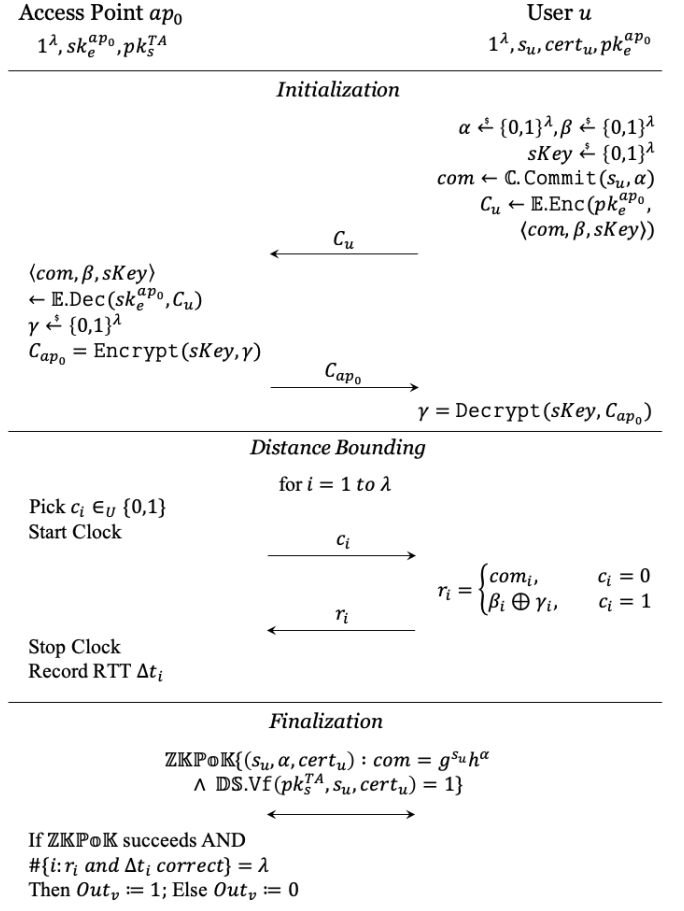 Access Point ap₀ User u
1^λ, sk_e^{ap₀}, pk_s^{TA} 1^λ, s_u, cert_u, pk_e^{ap₀}
Initialization
α ←$ {0,1}^λ, β ←$ {0,1}^λ
sKey ←$ {0,1}^λ
com ← ℂ.Commit(s_u, α)
C_u ← 𝔼.Enc(pk_e^{ap₀},
⟨com, β, sKey⟩)
C_u
⟨com, β, sKey⟩
← 𝔼.Dec(sk_e^{ap₀}, C_u)
γ ←$ {0,1}^λ
C_{ap₀} = Encrypt(sKey, γ)
C_{ap₀}
γ = Decrypt(sKey, C_{ap₀})
Distance Bounding
for i = 1 to λ
Pick c_i ∈_U {0,1}
Start Clock
c_i
r_i = { com_i, c_i = 0
β_i ⊕ γ_i, c_i = 1
r_i
Stop Clock
Record RTT Δt_i
Finalization
ℤ𝕂ℙ𝕠𝕂{(s_u, α, cert_u) : com = g^{s_u} h^α
∧ 𝔻𝕊.Vf(pk_s^{TA}, s_u, cert_u) = 1}
If ℤ𝕂ℙ𝕠𝕂 succeeds AND
#{i: r_i and Δt_i correct} = λ
Then Out_v ≔ 1; Else Out_v ≔ 0